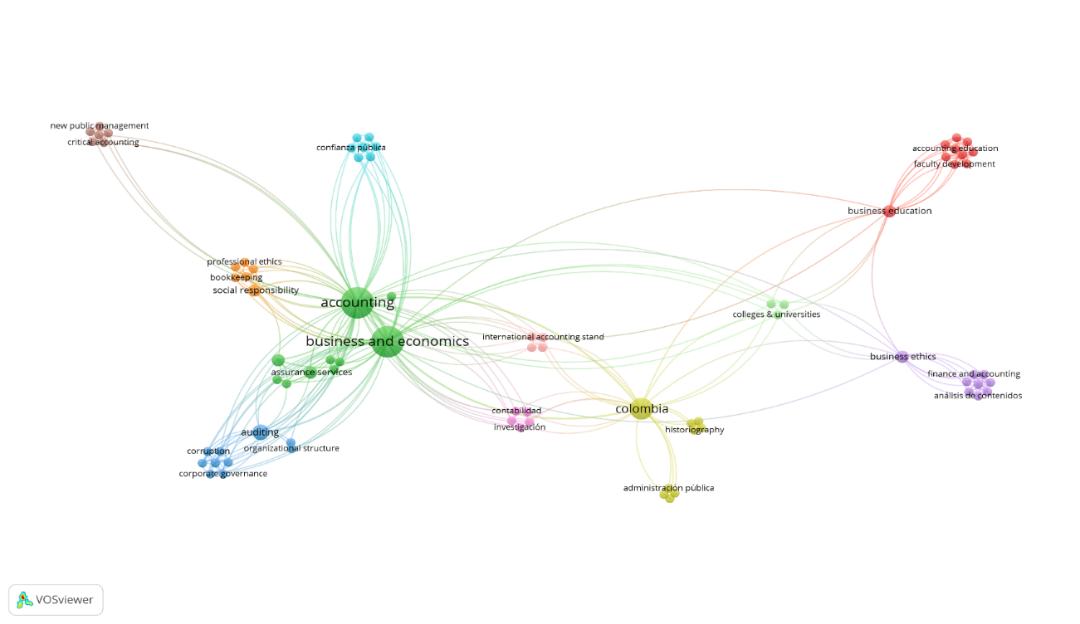 new public management
critical accounting
confianza pública
accounting education
faculty development
business education
professional ethics
bookkeeping
social responsibility
accounting
colleges & universities
business and economics
international accounting stand
business ethics
assurance services
finance and accounting
análisis do contenidos
colombia
contabilidad
investigación
historiography
auditing
organizational structure
corruption
corporate governance
administración pública
VOSviewer